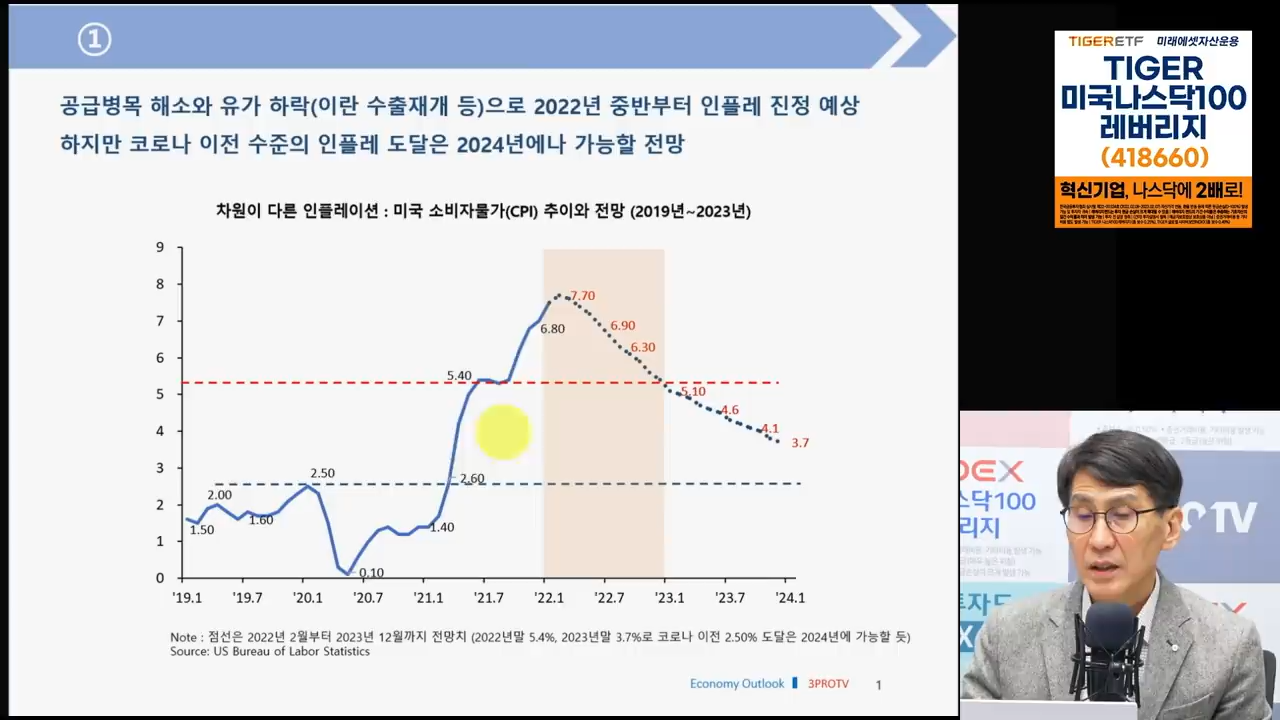 ①
공급병목 해소와 유가 하락(이란 수출재개 등)으로 2022년 중반부터 인플레 진정 예상
하지만 코로나 이전 수준의 인플레 도달은 2024년에나 가능할 전망
차원이 다른 인플레이션 : 미국 소비자물가(CPI) 추이와 전망 (2019년~2023년)
9
8
7
6
5
4
3
2
1
0
1.50
2.00
1.60
2.50
0.10
1.40
2.60
5.40
6.80
7.70
6.90
6.30
5.10
4.6
4.1
3.7
'19.1 '19.7 '20.1 '20.7 '21.1 '21.7 '22.1 '22.7 '23.1 '23.7 '24.1
Note : 점선은 2022년 2월부터 2023년 12월까지 전망치 (2022년말 5.4%, 2023년말 3.7%로 코로나 이전 2.50% 도달은 2024년에 가능할 듯)
Source: US Bureau of Labor Statistics
Economy Outlook 3PROTV 1
TIGERETF 미래에셋자산운용
TIGER
미국나스닥100
레버리지
(418660)
혁신기업, 나스닥에 2배로!
DEX
스닥100
리지
TV
투자도
X